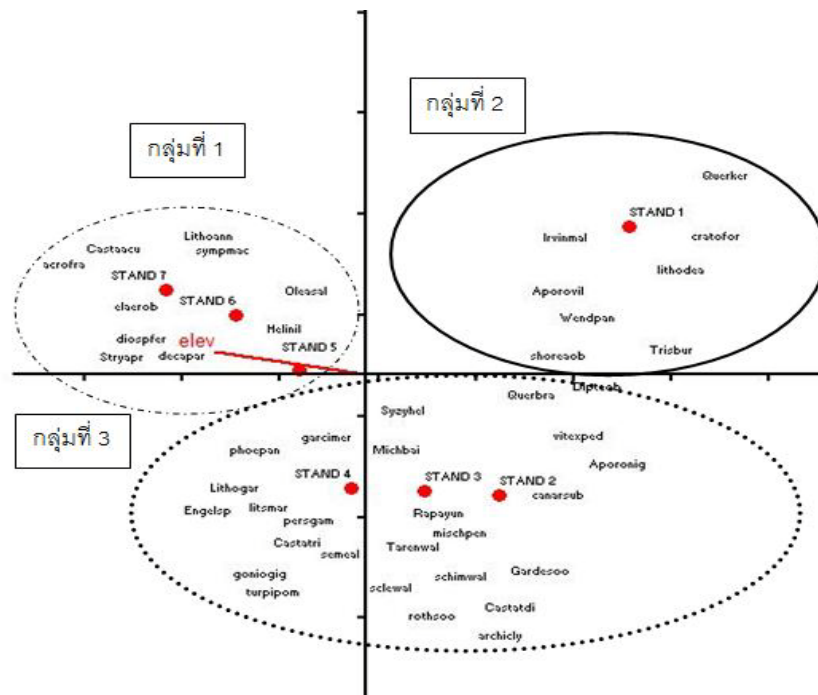 กลุ่มที่ 2
กลุ่มที่ 1
Querker
STAND 1
Irvinmal
cratofor
lithodea
Aporovil
Wendpan
shoreaob
Trisbur
Lithoann
Castaacu
sympmac
acrofra
STAND 7
Oleasal
elaerob
STAND 6
Helinil
diospfer
elev
STAND 5
Stryapr
decapar
กลุ่มที่ 3
Dipteob
Querbra
Syzyhel
garcimer
vitexped
phoepan
Michbai
Aporonig
STAND 4
STAND 3
STAND 2
Lithogar
canarsub
Engelsp
litsmar
Rapayun
persgam
mischpen
Castatri
Tarenwal
semeal
goniogig
schimwal
Gardesoo
turpipom
sclewal
Castatdi
rothsoo
archicly